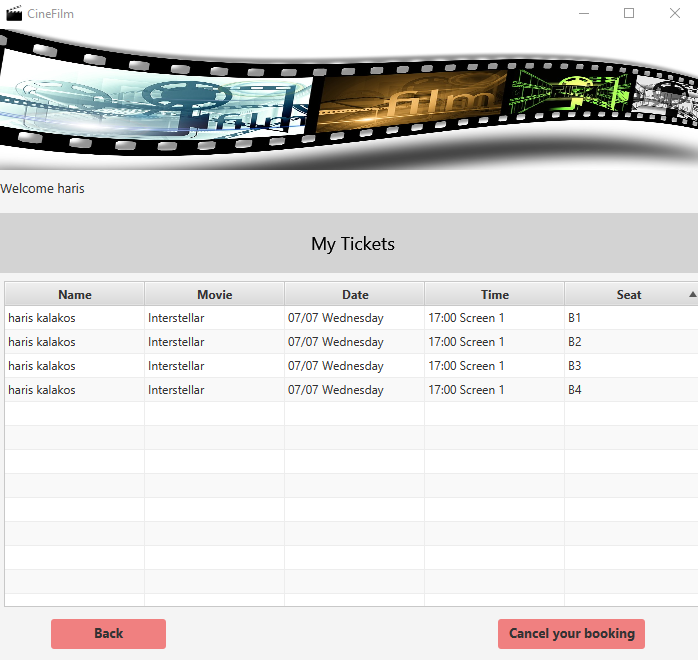 CineFilm
film
film
Welcome haris
My Tickets
Name Movie Date Time Seat
haris kalakos Interstellar 07/07 Wednesday 17:00 Screen 1 B1
haris kalakos Interstellar 07/07 Wednesday 17:00 Screen 1 B2
haris kalakos Interstellar 07/07 Wednesday 17:00 Screen 1 B3
haris kalakos Interstellar 07/07 Wednesday 17:00 Screen 1 B4
Back Cancel your booking